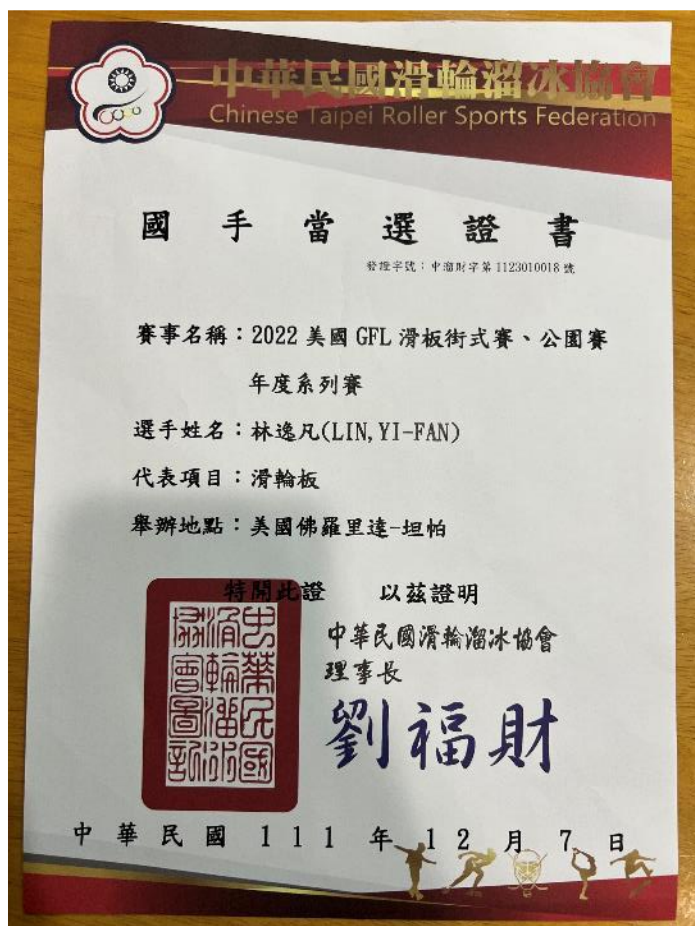 中華民國滑輪溜冰協會
Chinese Taipei Roller Sports Federation
國手當選證書
發證字號：中溜財字第1123010018號
賽事名稱：2022美國GFL滑板街式賽、公園賽
年度系列賽
選手姓名：林逸凡(LIN,YI-FAN)
代表項目：滑輪板
舉辦地點：美國佛羅里達-坦帕
特開此證 以茲證明
中華民國滑輪溜冰協會
理事長
劉福財
中華民國滑輪溜冰協會圖記
中華民國111年12月7日